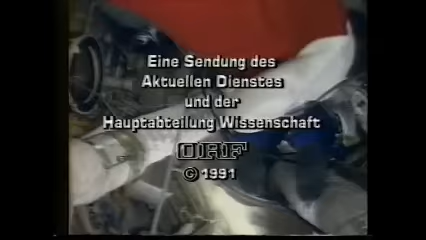 Eine Sendung des
Aktuellen Dienstes
und der
Hauptabteilung Wissenschaft
ORF
© 1991